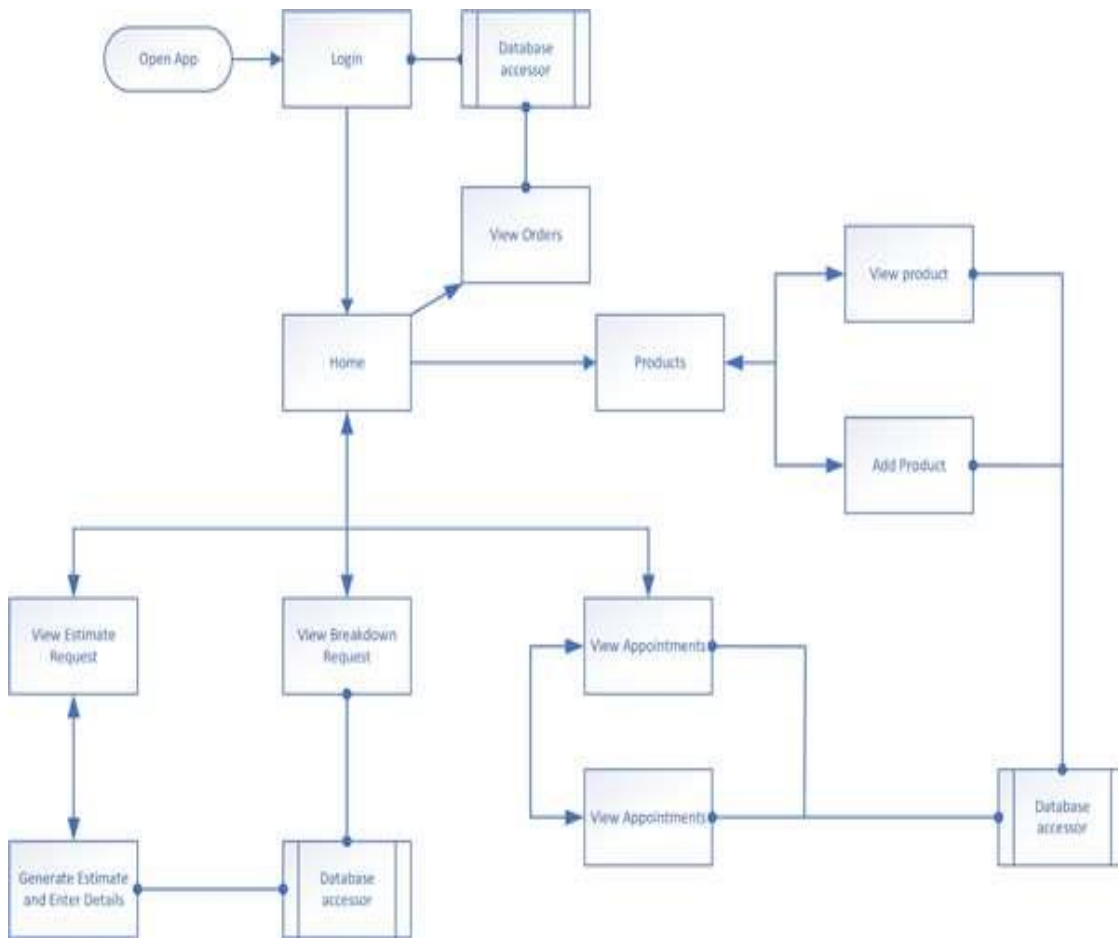 Open App
Login
Database
accessor
View Orders
View product
Home
Products
Add Product
View Estimate
Request
View Breakdown
Request
View Appointments
View Appointments
Database
accessor
Generate Estimate
and Enter Details
Database
accessor